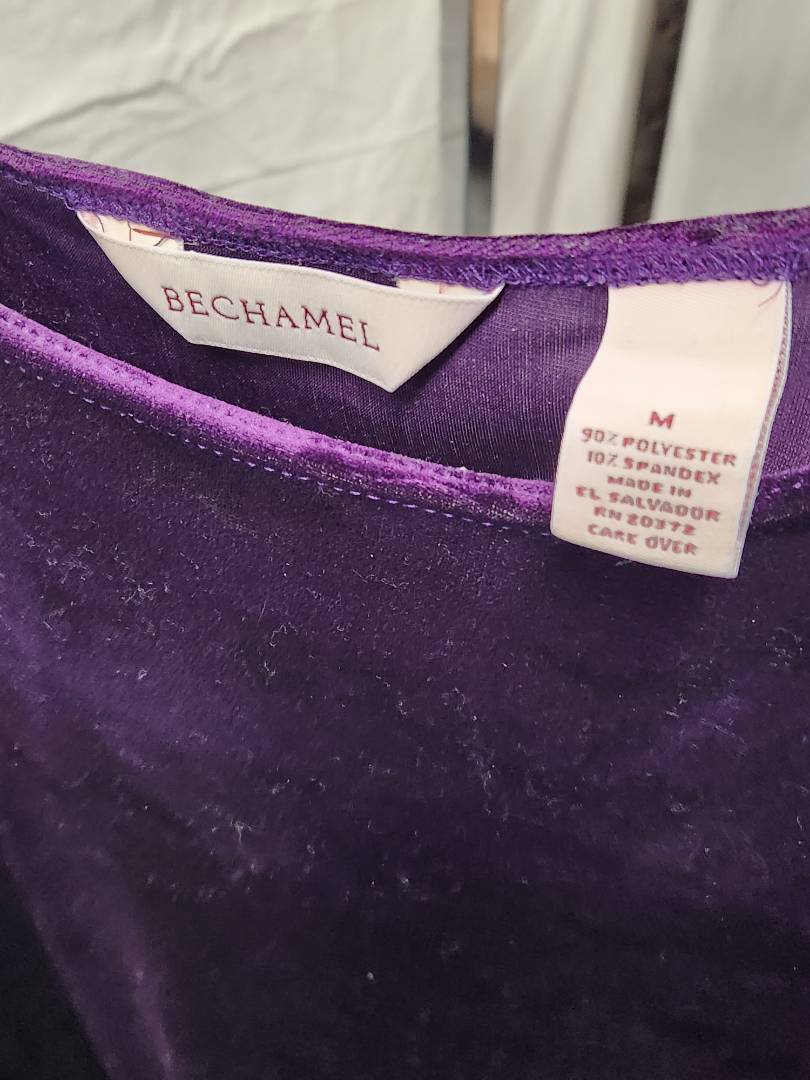 BECHAMEL
M
90% POLYESTER
10% SPANDEX
MADE IN
EL SALVADOR
RN 20372
CARE OVER